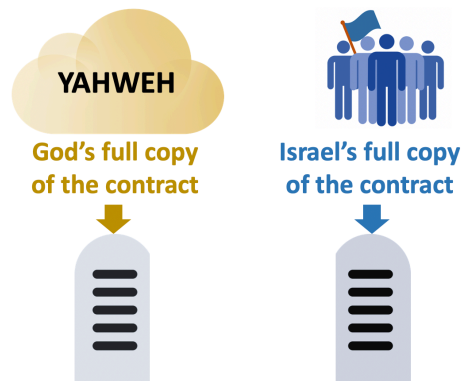 YAHWEH
God's full copy
of the contract
Israel's full copy
of the contract